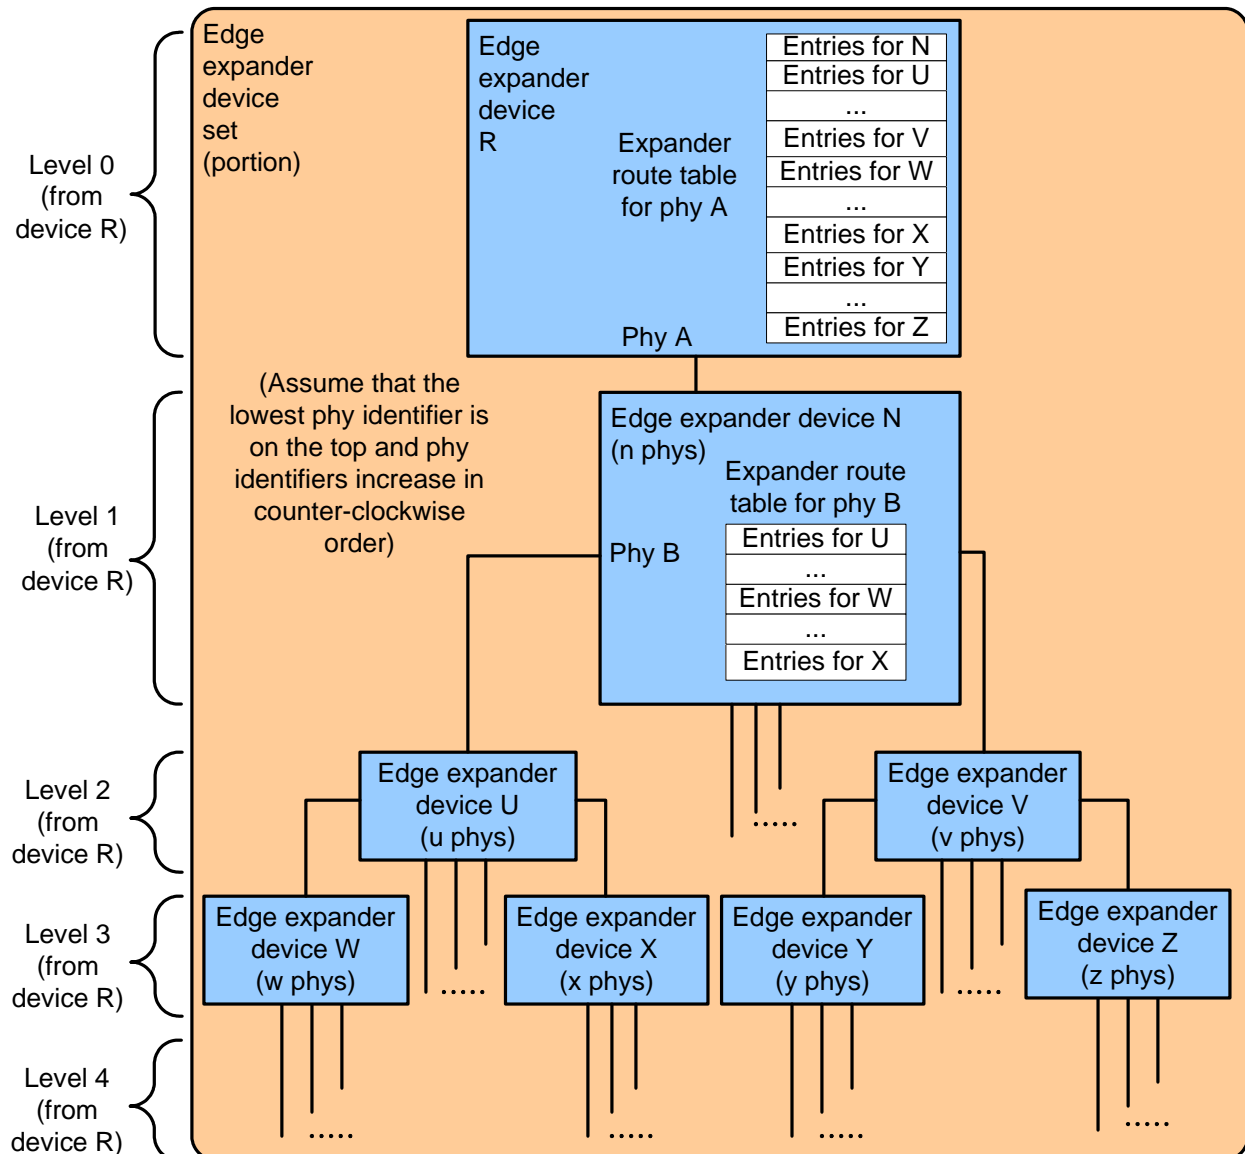 Edge
expander
device
set
(portion)
Level 0
(from
device R)
Edge
expander
device
R
Expander
route table
for phy A
Entries for N
Entries for U
...
Entries for V
Entries for W
...
Entries for X
Entries for Y
...
Entries for Z
Phy A
(Assume that the
lowest phy identifier is
on the top and phy
identifiers increase in
counter-clockwise
order)
Level 1
(from
device R)
Edge expander device N
(n phys)
Expander route
table for phy B
Phy B
Entries for U
...
Entries for W
...
Entries for X
.....
Level 2
(from
device R)
Edge expander
device U
(u phys)
Edge expander
device V
(v phys)
.....
.....
Level 3
(from
device R)
Edge expander
device W
(w phys)
Edge expander
device X
(x phys)
Edge expander
device Y
(y phys)
Edge expander
device Z
(z phys)
Level 4
(from
device R)
.....
.....
.....
.....